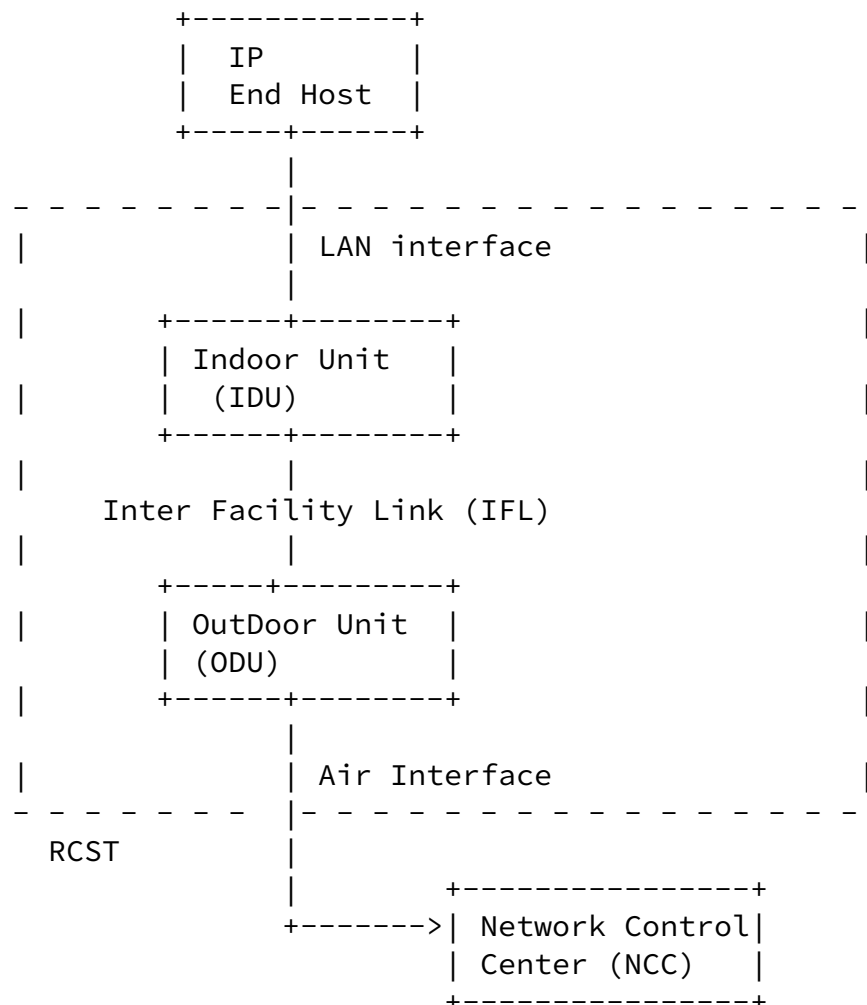 IP
End Host
LAN interface
Indoor Unit
(IDU)
Inter Facility Link (IFL)
OutDoor Unit
(ODU)
Air Interface
RCST
Network Control
Center (NCC)